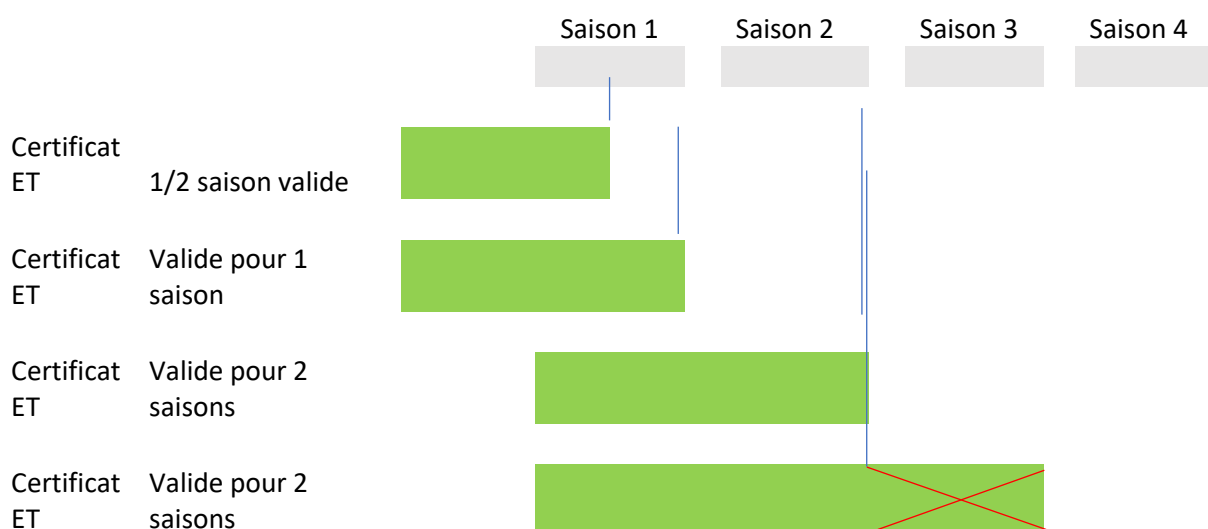 Saison 1 Saison 2 Saison 3 Saison 4
Certificat
ET 1/2 saison valide
Certificat Valide pour 1
ET saison
Certificat Valide pour 2
ET saisons
Certificat Valide pour 2
ET saisons